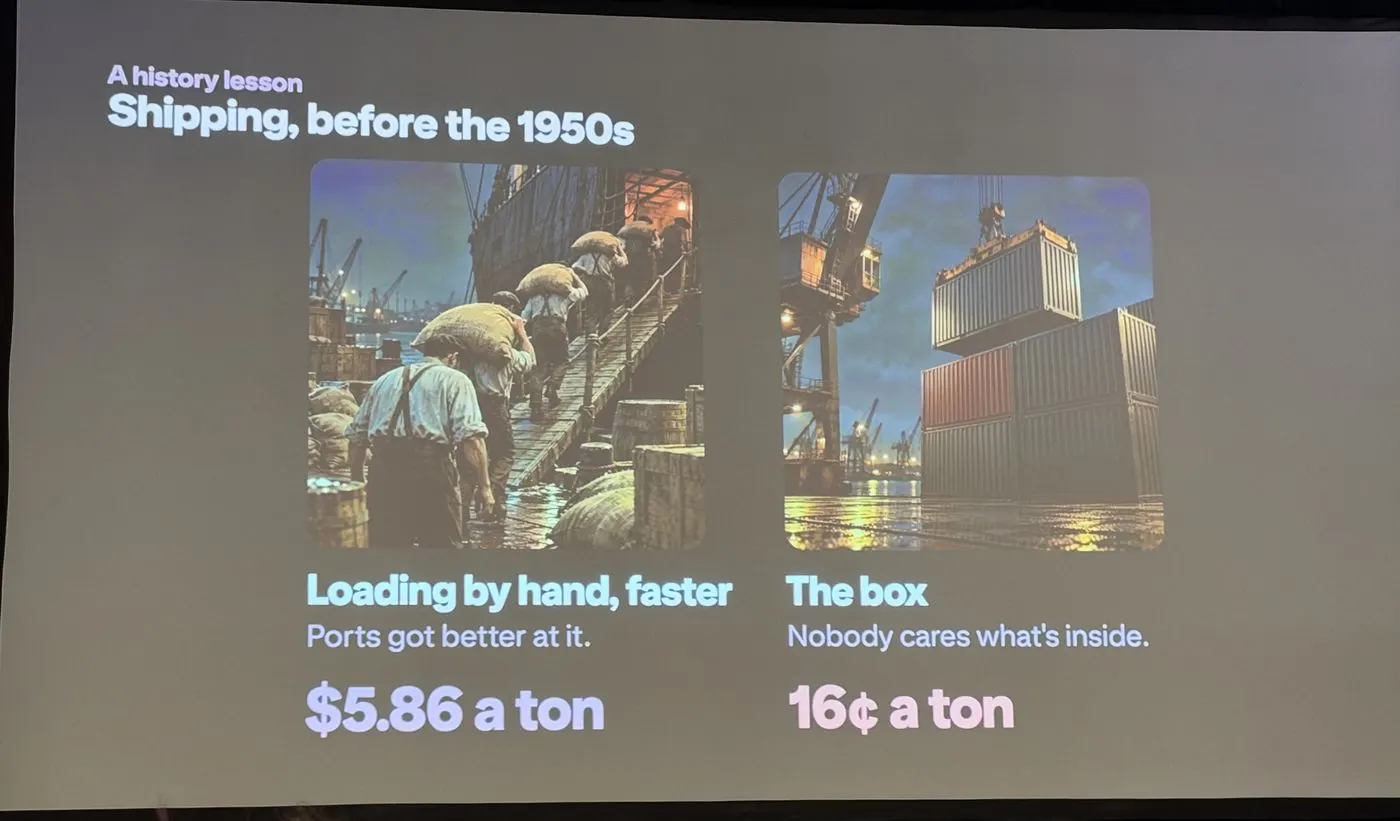 A history lesson
Shipping, before the 1950s
Loading by hand, faster
Ports got better at it.
$5.86 a ton
The box
Nobody cares what's inside.
16¢ a ton